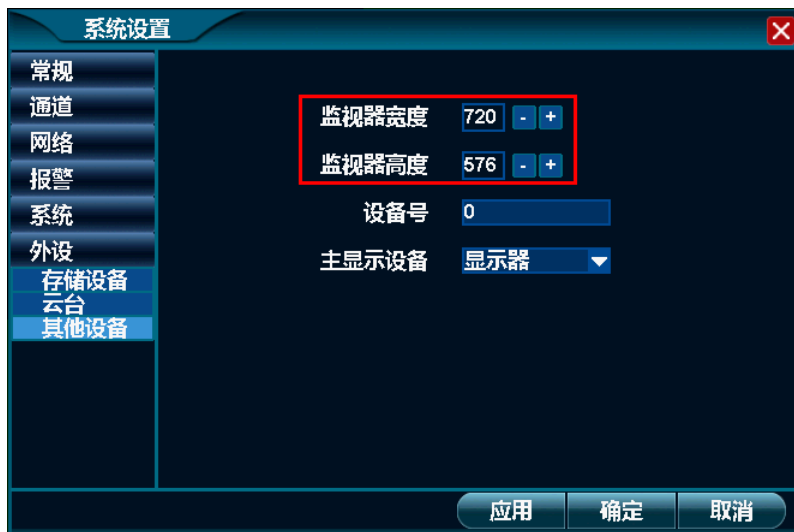 系统设置
常规
通道
网络
报警
系统
外设
存储设备
云台
其他设备
监视器宽度 720 - +
监视器高度 576 - +
设备号 0
主显示设备 显示器
应用 确定 取消